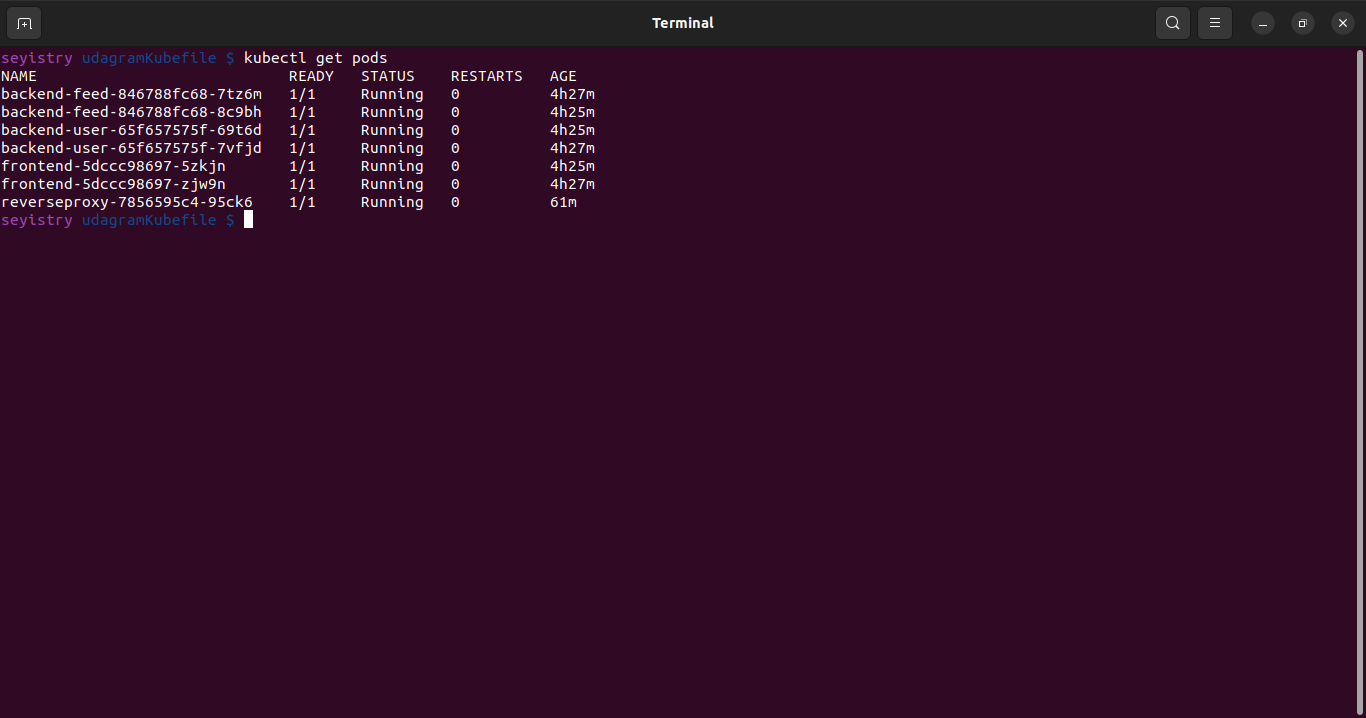 Terminal
seyistry udagramKubefile $ kubectl get pods
NAME                            READY   STATUS    RESTARTS   AGE
backend-feed-846788fc68-7tz6m   1/1     Running   0          4h27m
backend-feed-846788fc68-8c9bh   1/1     Running   0          4h25m
backend-user-65f657575f-69t6d   1/1     Running   0          4h25m
backend-user-65f657575f-7vfjd   1/1     Running   0          4h27m
frontend-5dccc98697-5zkjn       1/1     Running   0          4h25m
frontend-5dccc98697-zjw9n       1/1     Running   0          4h27m
reverseproxy-7856595c4-95ck6    1/1     Running   0          61m
seyistry udagramKubefile $